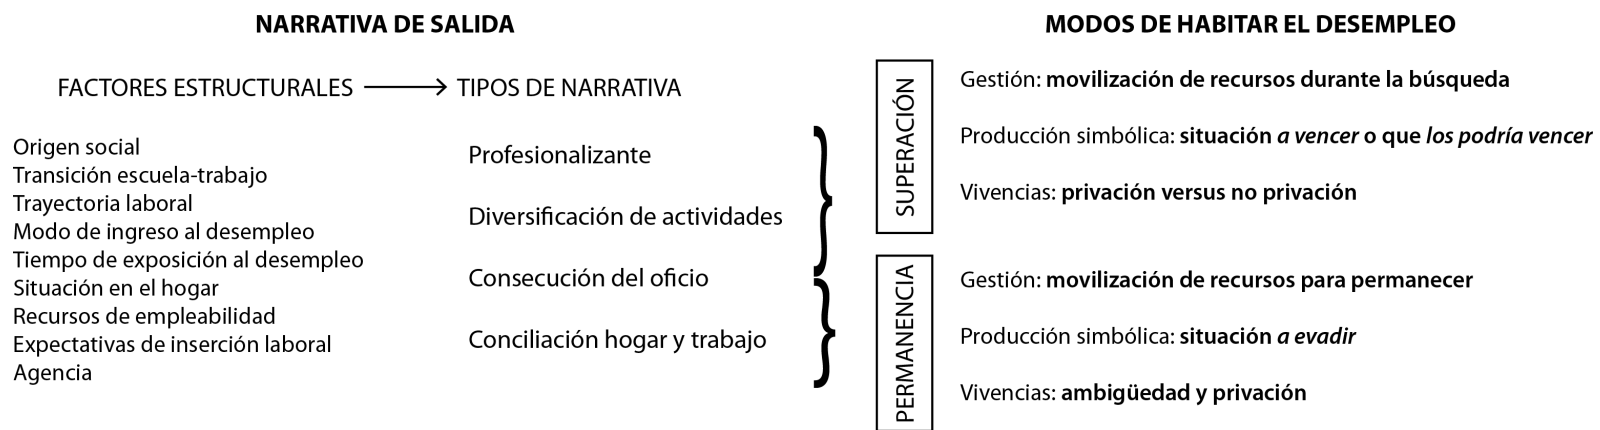 NARRATIVA DE SALIDA
FACTORES ESTRUCTURALES
TIPOS DE NARRATIVA
Origen social
Transición escuela-trabajo
Trayectoria laboral
Modo de ingreso al desempleo
Tiempo de exposición al desempleo
Situación en el hogar
Recursos de empleabilidad
Expectativas de inserción laboral
Agencia
Profesionalizante
Diversificación de actividades
Consecución del oficio
Conciliación hogar y trabajo
MODOS DE HABITAR EL DESEMPLEO
SUPERACIÓN
Gestión: movilización de recursos durante la búsqueda
Producción simbólica: situación a vencer o que los podría vencer
Vivencias: privación versus no privación
PERMANENCIA
Gestión: movilización de recursos para permanecer
Producción simbólica: situación a evadir
Vivencias: ambigüedad y privación